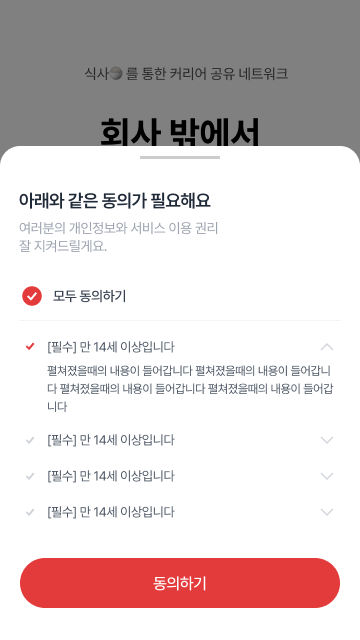 식사 를 통한 커리어 공유 네트워크
회사 밖에서
아래와 같은 동의가 필요해요
여러분의 개인정보와 서비스 이용 권리
잘 지켜드릴게요.
모두 동의하기
[필수] 만 14세 이상입니다
펼쳐졌을때의 내용이 들어갑니다 펼쳐졌을때의 내용이 들어갑니
다 펼쳐졌을때의 내용이 들어갑니다 펼쳐졌을때의 내용이 들어갑
니다
[필수] 만 14세 이상입니다
[필수] 만 14세 이상입니다
[필수] 만 14세 이상입니다
동의하기